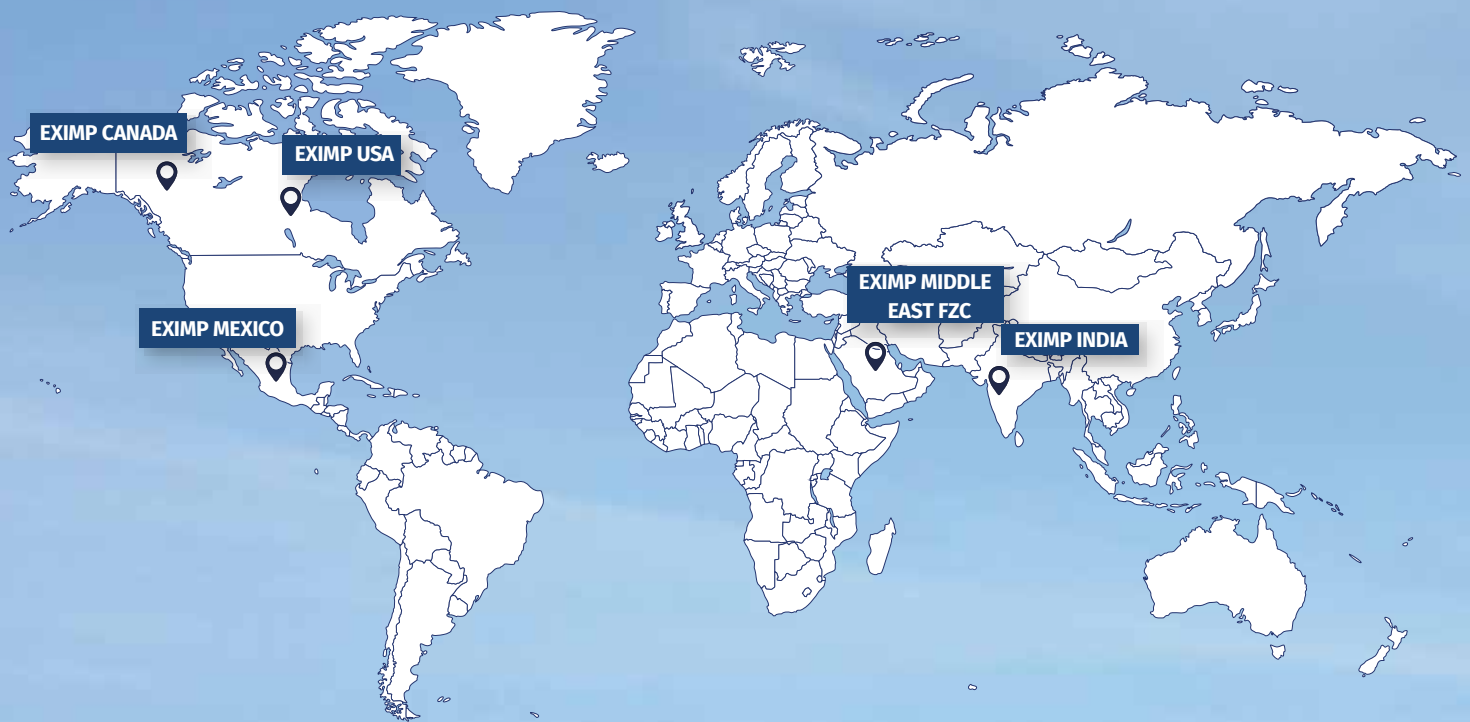 EXIMP CANADA
EXIMP USA
EXIMP MIDDLE
EAST FZC
EXIMP MEXICO
EXIMP INDIA